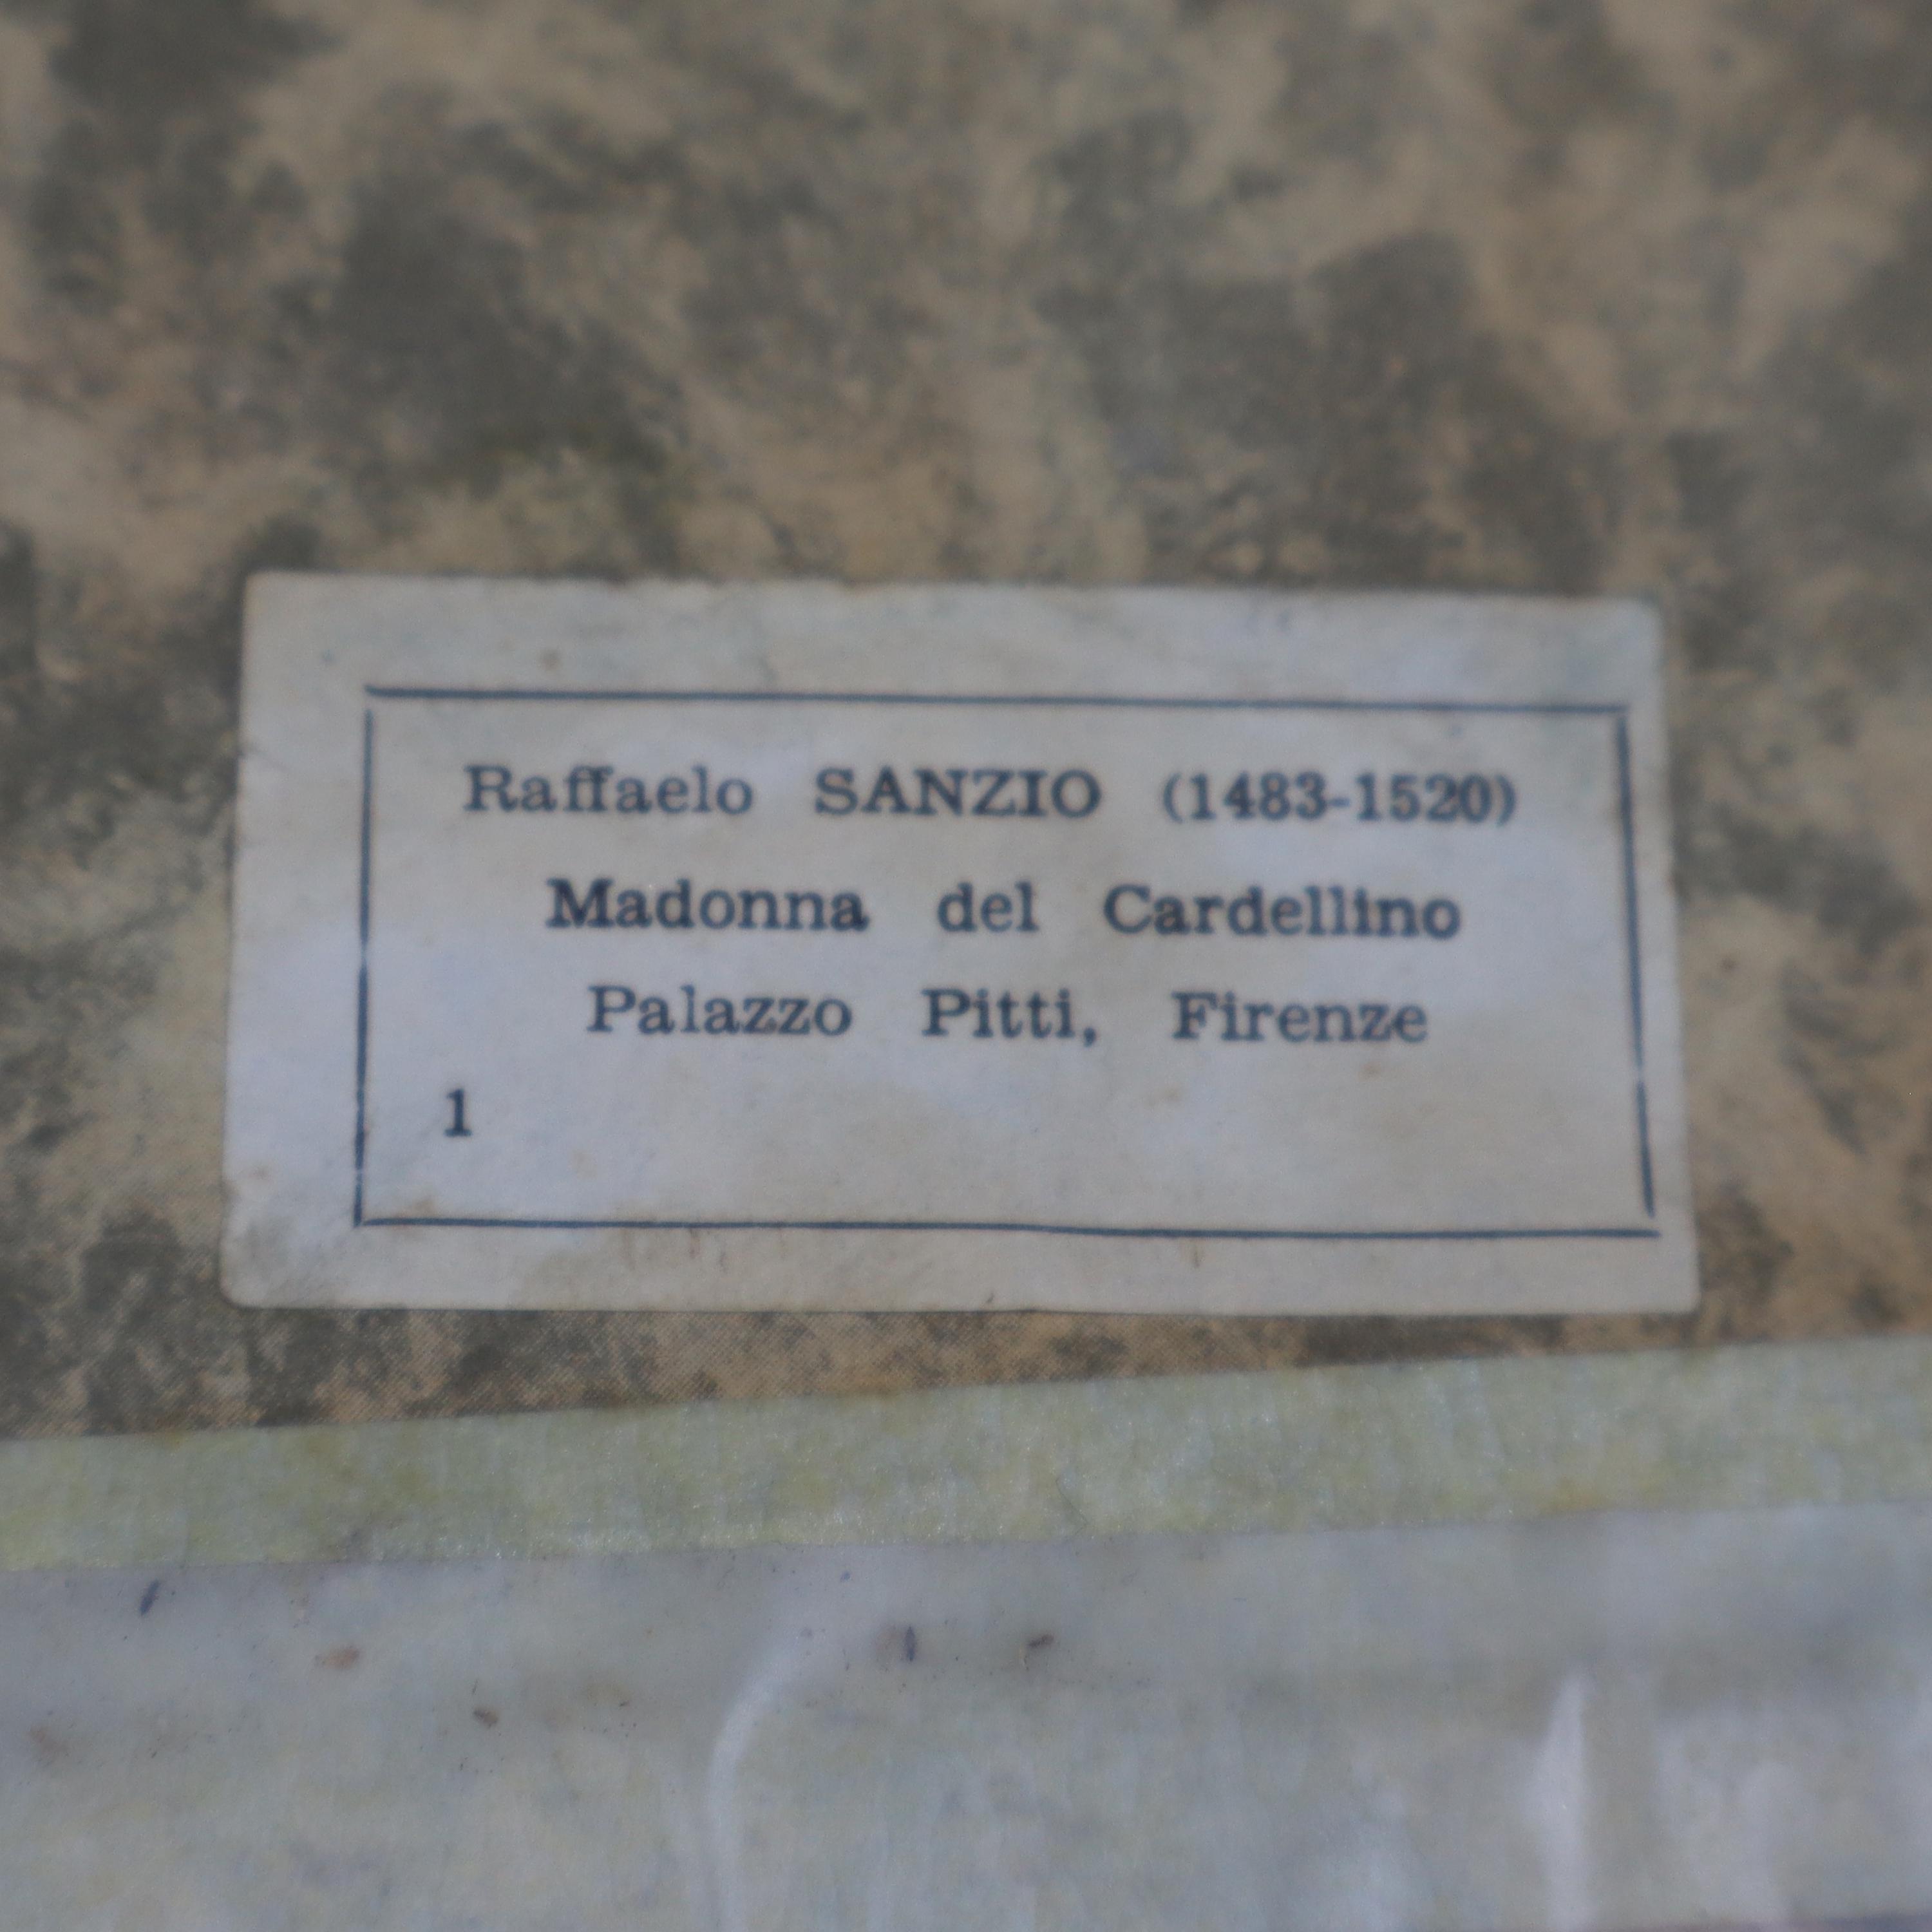 Raffaelo SANZIO (1483-1520)
Madonna del Cardellino
Palazzo Pitti, Firenze
1